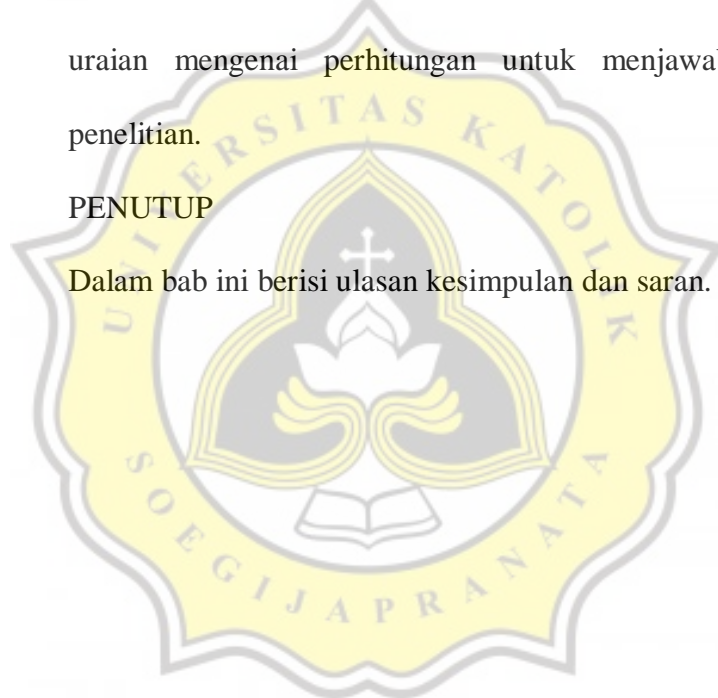 uraian mengenai perhitungan untuk menjawab
penelitian.
PENUTUP
Dalam bab ini berisi ulasan kesimpulan dan saran.
UNIVERSITAS KATOLIK
SOEGIJAPRANATA